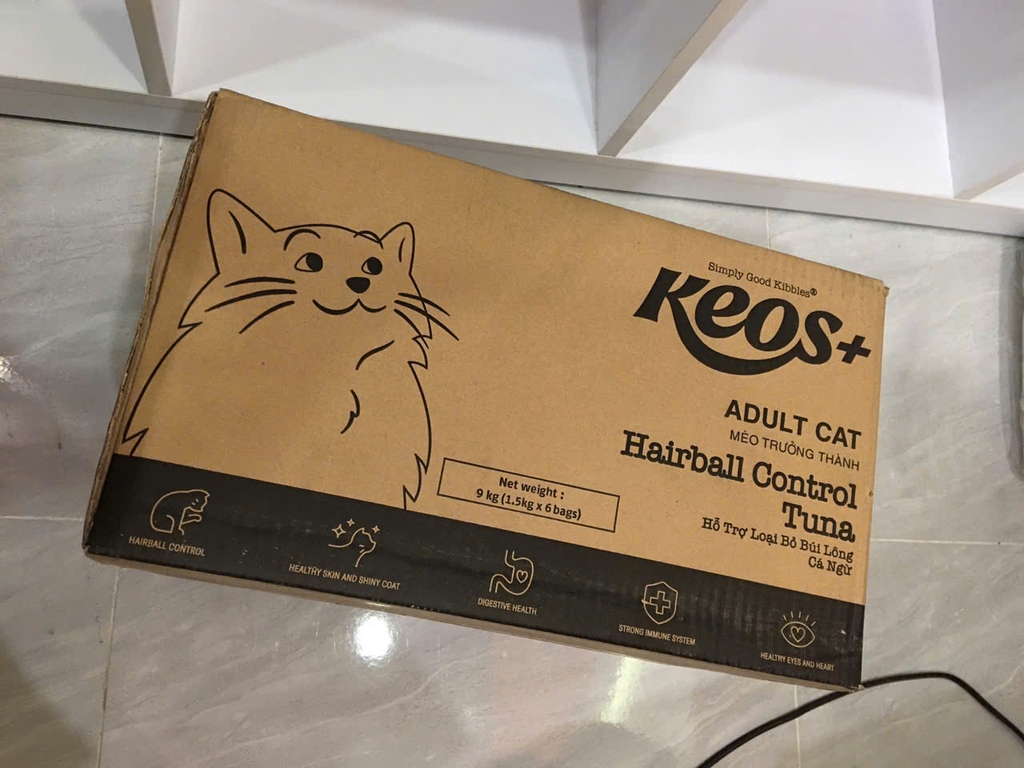 Simply Good Kibbles®
Keos+
ADULT CAT
MÈO TRƯỞNG THÀNH
Hairball Control
Tuna
Hỗ Trợ Loại Bỏ Búi Lông
Cá Ngừ
Net weight :
9 kg (1.5kg x 6 bags)
HAIRBALL CONTROL
HEALTHY SKIN AND SHINY COAT
DIGESTIVE HEALTH
STRONG IMMUNE SYSTEM
HEALTHY EYES AND HEART